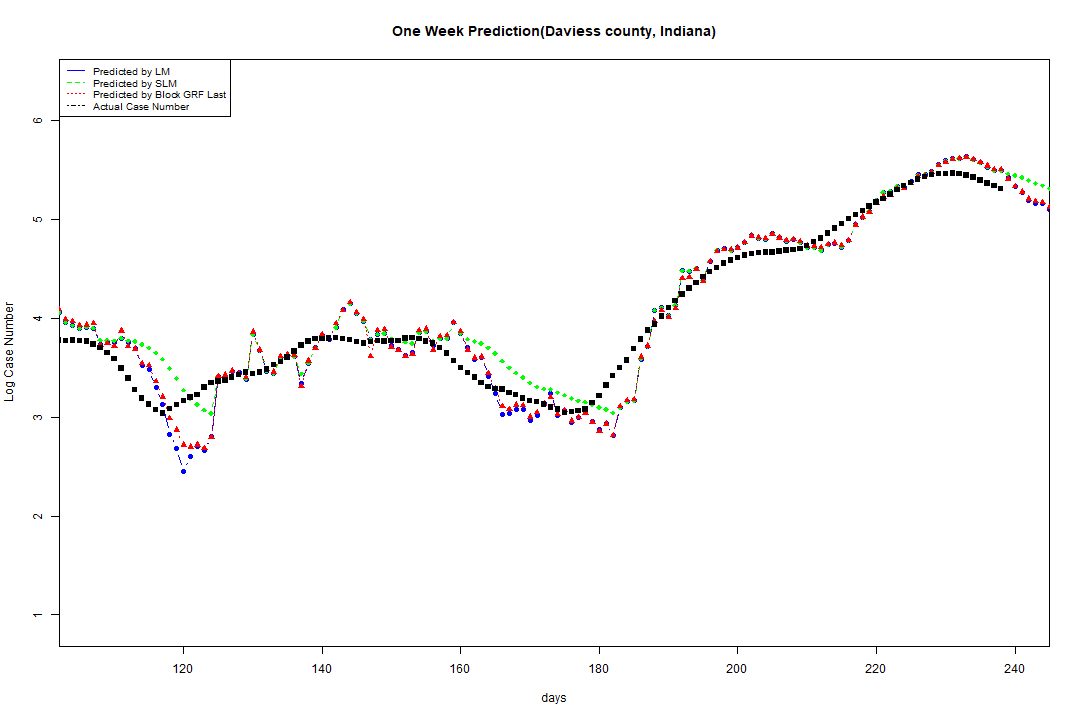 One Week Prediction(Daviess county, Indiana)
Predicted by LM
Predicted by SLM
Predicted by Block GRF Last
Actual Case Number
Log Case Number
6
5
4
3
2
1
120 140 160 180 200 220 240
days